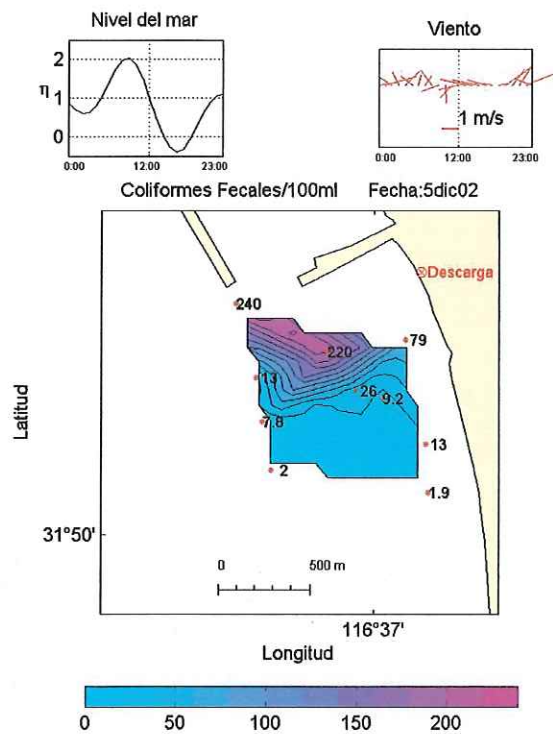 Nivel del mar
Viento
2
η
1
0
0:00 12:00 23:00
1 m/s
0:00 12:00 23:00
Coliformes Fecales/100ml Fecha:5dic02
Descarga
240
79
220
13
26
9.2
7.8
13
2
1.9
Latitud
31°50'
0 500 m
116°37'
Longitud
0 50 100 150 200